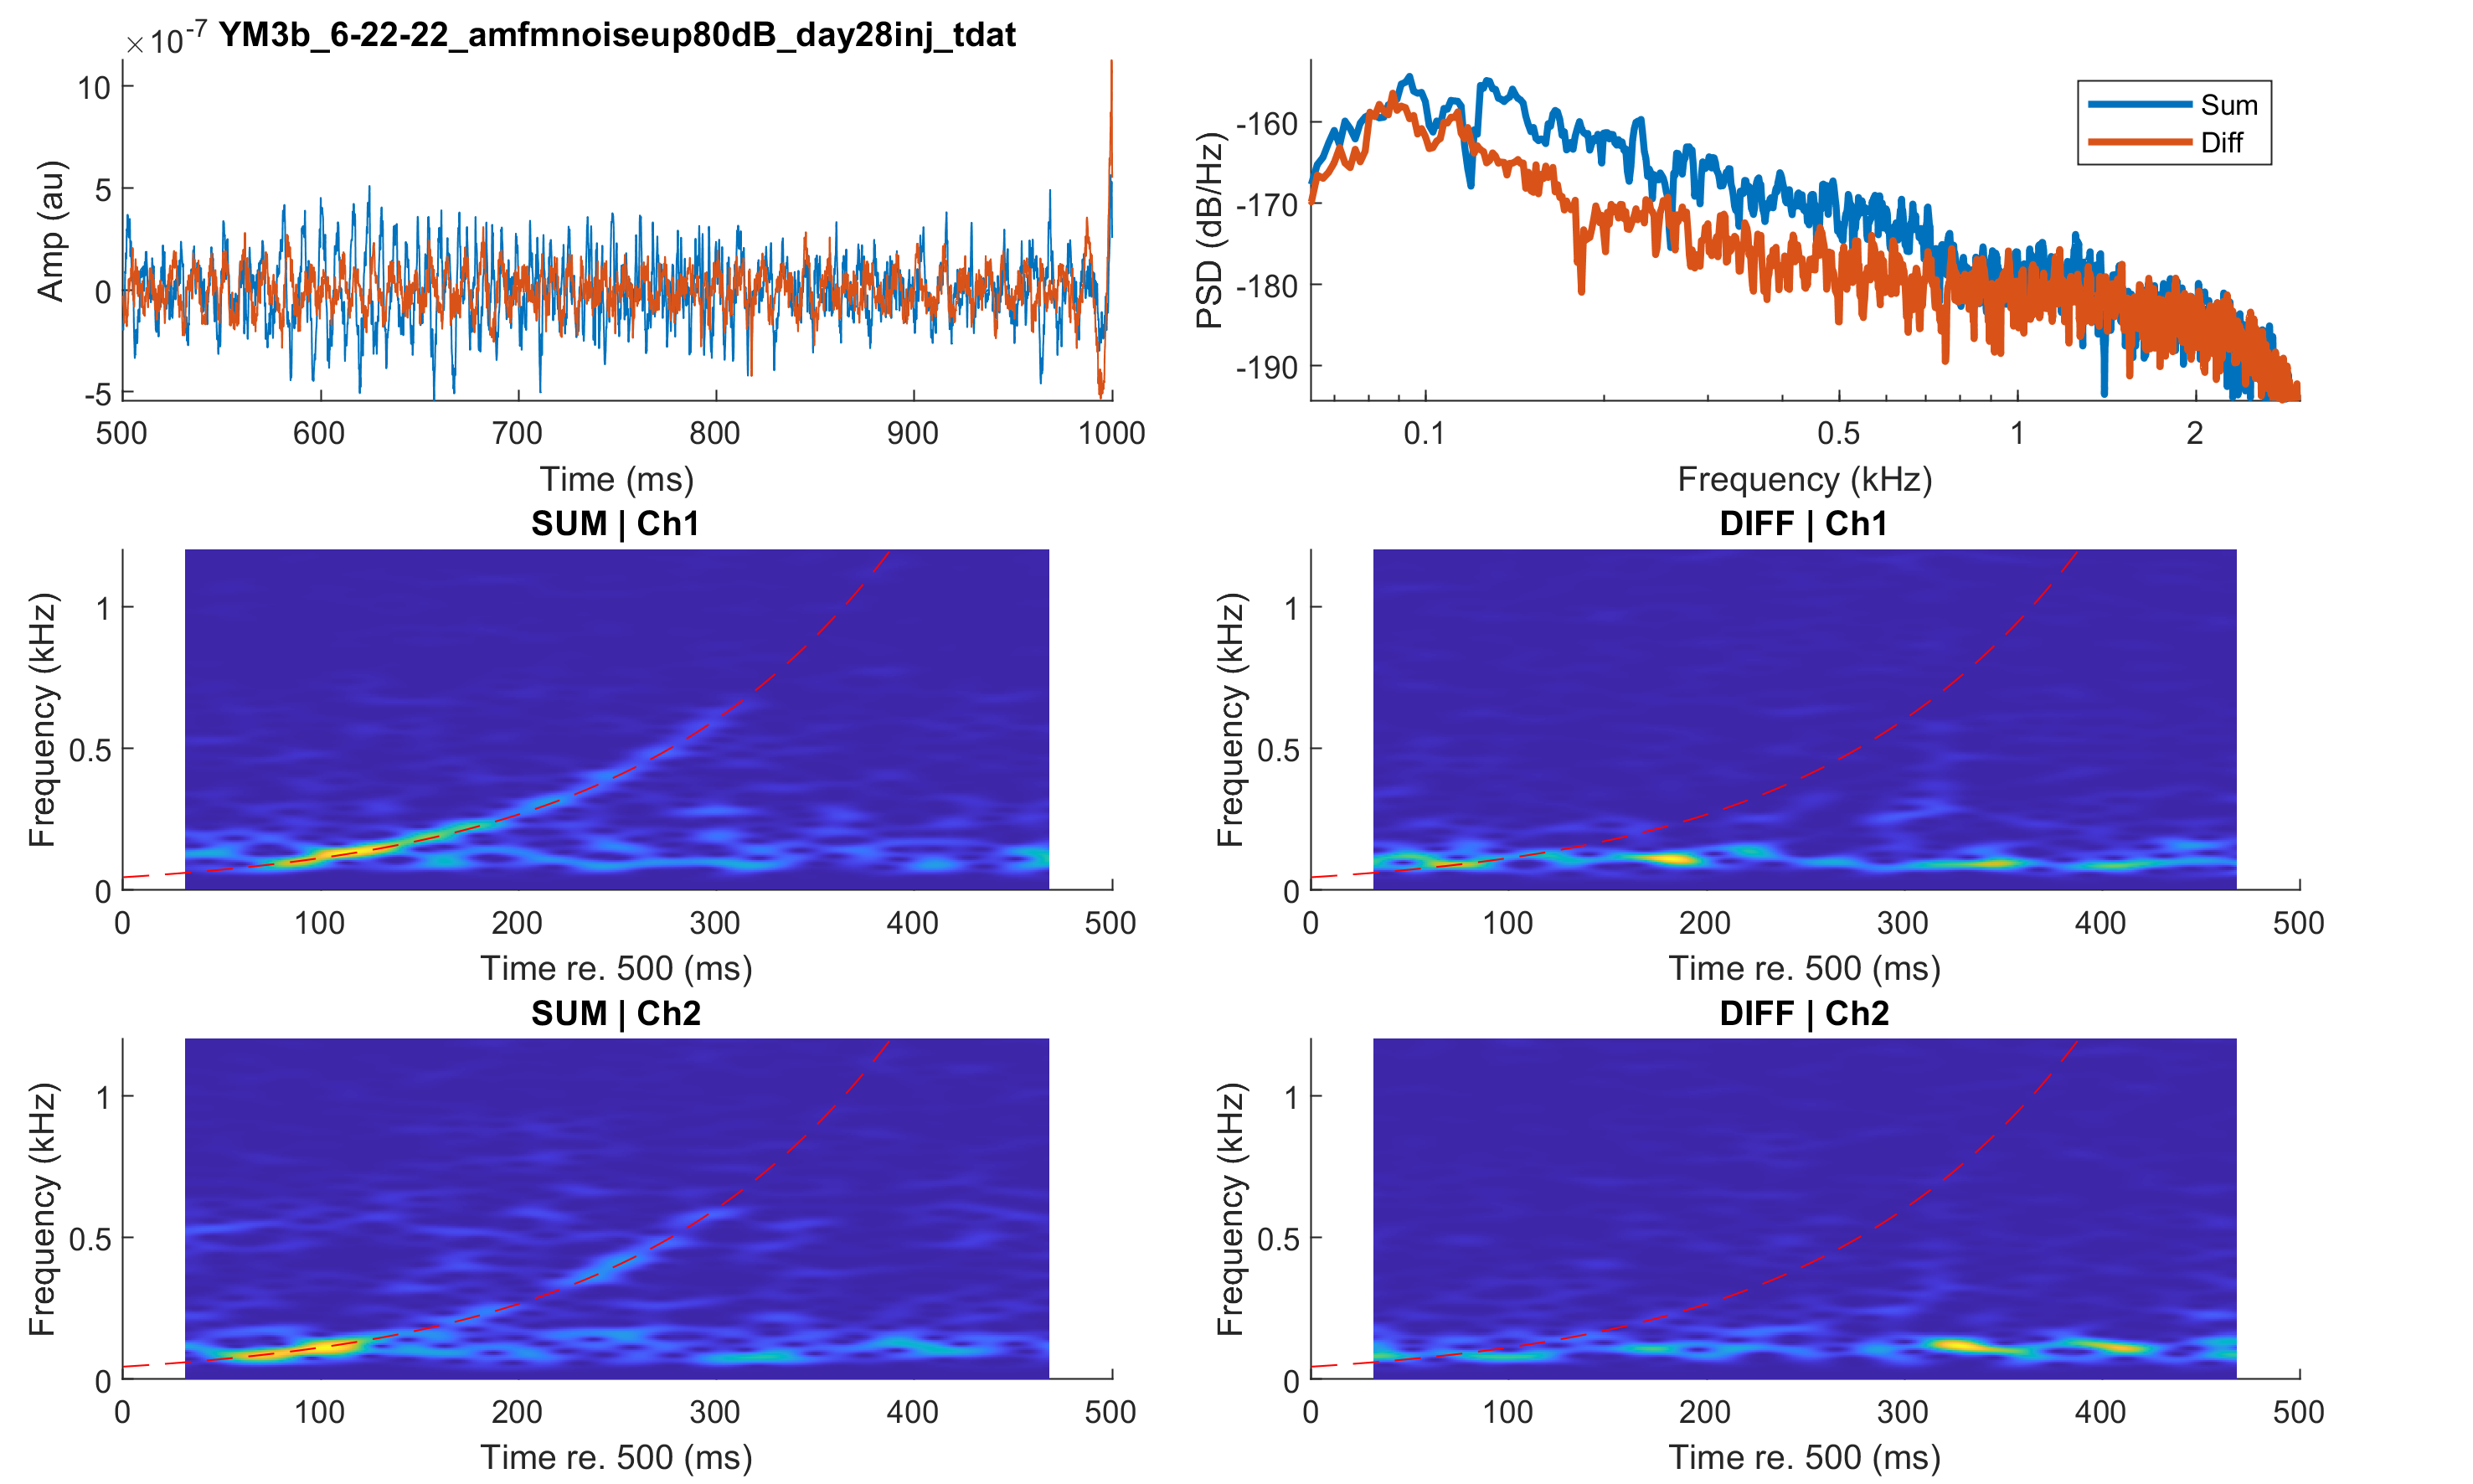 ×10-7 YM3b_6-22-22_amfmnoiseup80dB_day28inj_tdat
Amp (au)
10
5
0
-5
500 600 700 800 900 1000
Time (ms)
PSD (dB/Hz)
-160
-170
-180
-190
Sum
Diff
0.1 0.5 1 2
Frequency (kHz)
SUM | Ch1
Frequency (kHz)
1
0.5
0
0 100 200 300 400 500
Time re. 500 (ms)
DIFF | Ch1
Frequency (kHz)
1
0.5
0
0 100 200 300 400 500
Time re. 500 (ms)
SUM | Ch2
Frequency (kHz)
1
0.5
0
0 100 200 300 400 500
Time re. 500 (ms)
DIFF | Ch2
Frequency (kHz)
1
0.5
0
0 100 200 300 400 500
Time re. 500 (ms)